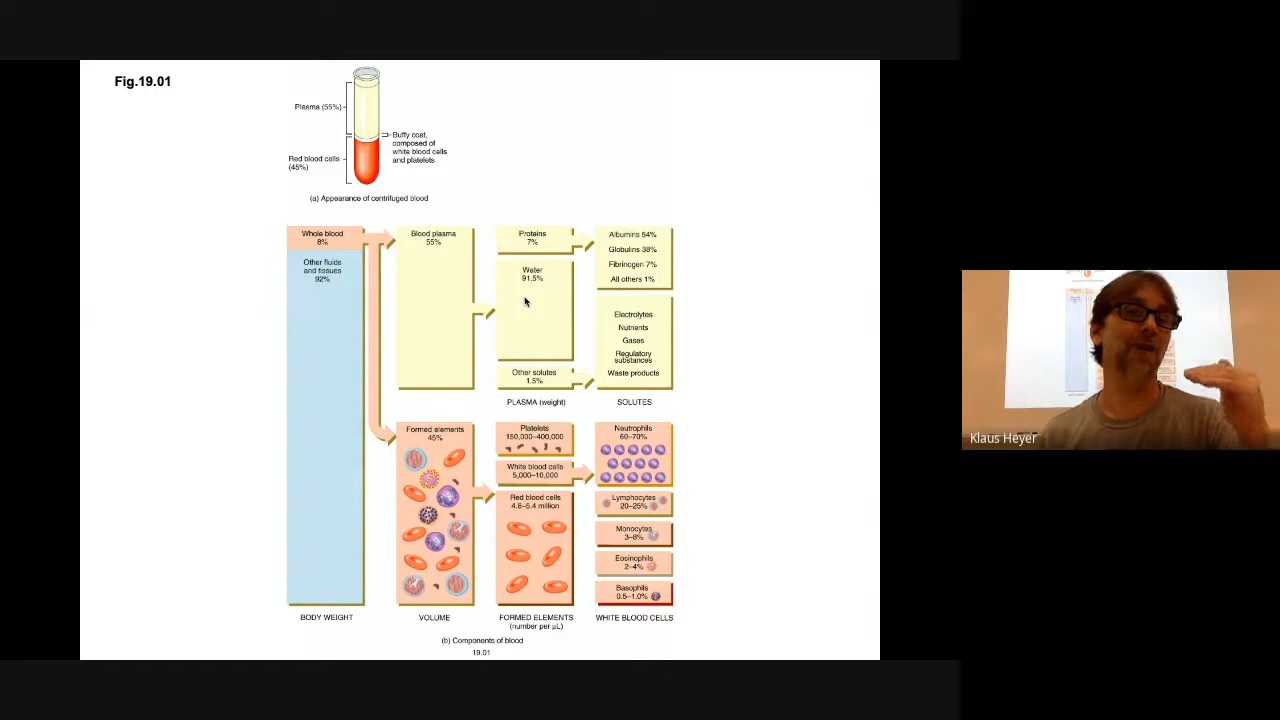 Fig.19.01
Plasma (55%)
Buffy coat,
composed of
white blood cells
and platelets
Red blood cells
(45%)
(a) Appearance of centrifuged blood
Whole blood
8%
Other fluids
and tissues
92%
BODY WEIGHT
Blood plasma
55%
Formed elements
45%
VOLUME
Proteins
7%
Water
91.5%
Other solutes
1.5%
PLASMA (weight)
Albumins 54%
Globulins 38%
Fibrinogen 7%
All others 1%
Electrolytes
Nutrients
Gases
Regulatory
substances
Waste products
SOLUTES
Platelets
150,000–400,000
White blood cells
5,000–10,000
Red blood cells
4.8–5.4 million
FORMED ELEMENTS
(number per µL)
Neutrophils
60–70%
Lymphocytes
20–25%
Monocytes
3–8%
Eosinophils
2–4%
Basophils
0.5–1.0%
WHITE BLOOD CELLS
(b) Components of blood
19.01
Klaus Heyer